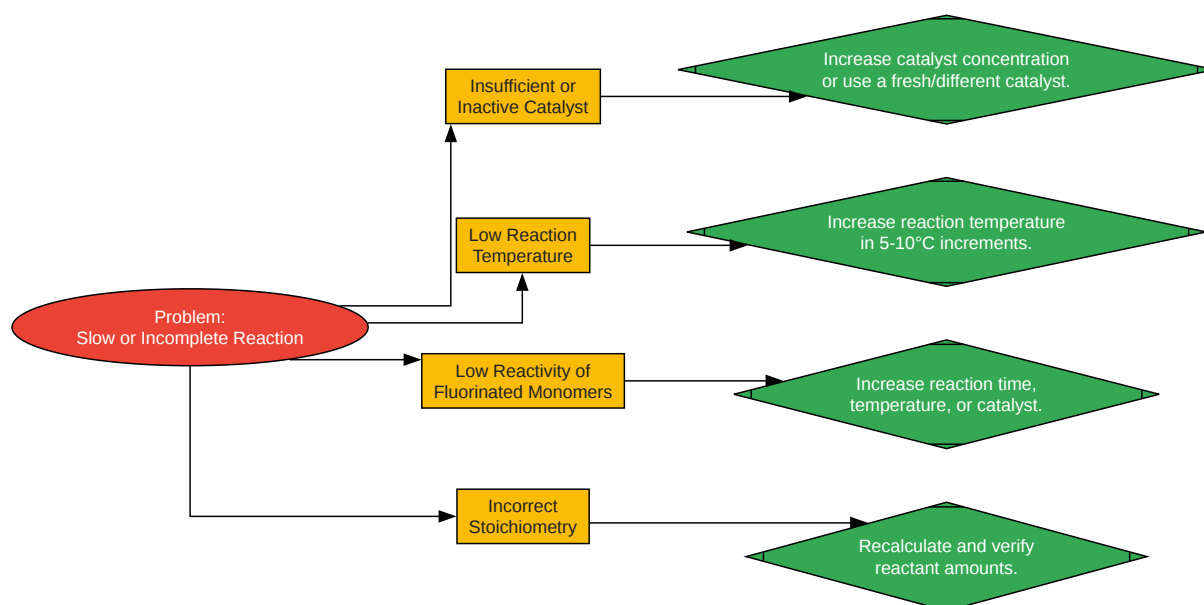 Increase catalyst concentration
or use a fresh/different catalyst.
Insufficient or
Inactive Catalyst
Increase reaction temperature
in 5-10°C increments.
Low Reaction
Temperature
Problem:
Slow or Incomplete Reaction
Low Reactivity of
Fluorinated Monomers
Increase reaction time,
temperature, or catalyst.
Incorrect
Stoichiometry
Recalculate and verify
reactant amounts.